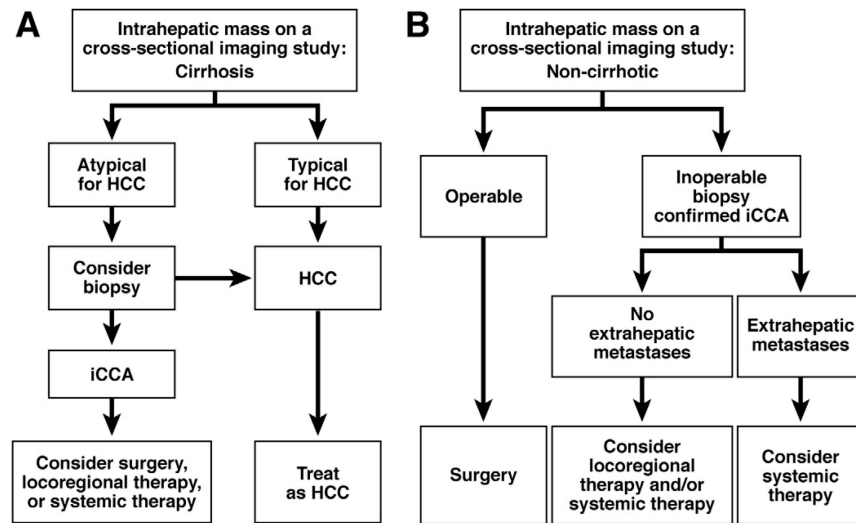 A
Intrahepatic mass on a
cross-sectional imaging study:
Cirrhosis
Atypical
for HCC
Typical
for HCC
Consider
biopsy
HCC
iCCA
Consider surgery,
locoregional therapy,
or systemic therapy
Treat
as HCC
B
Intrahepatic mass on a
cross-sectional imaging study:
Non-cirrhotic
Operable
Inoperable
biopsy
confirmed iCCA
No
extrahepatic
metastases
Extrahepatic
metastases
Surgery
Consider
locoregional
therapy and/or
systemic therapy
Consider
systemic
therapy